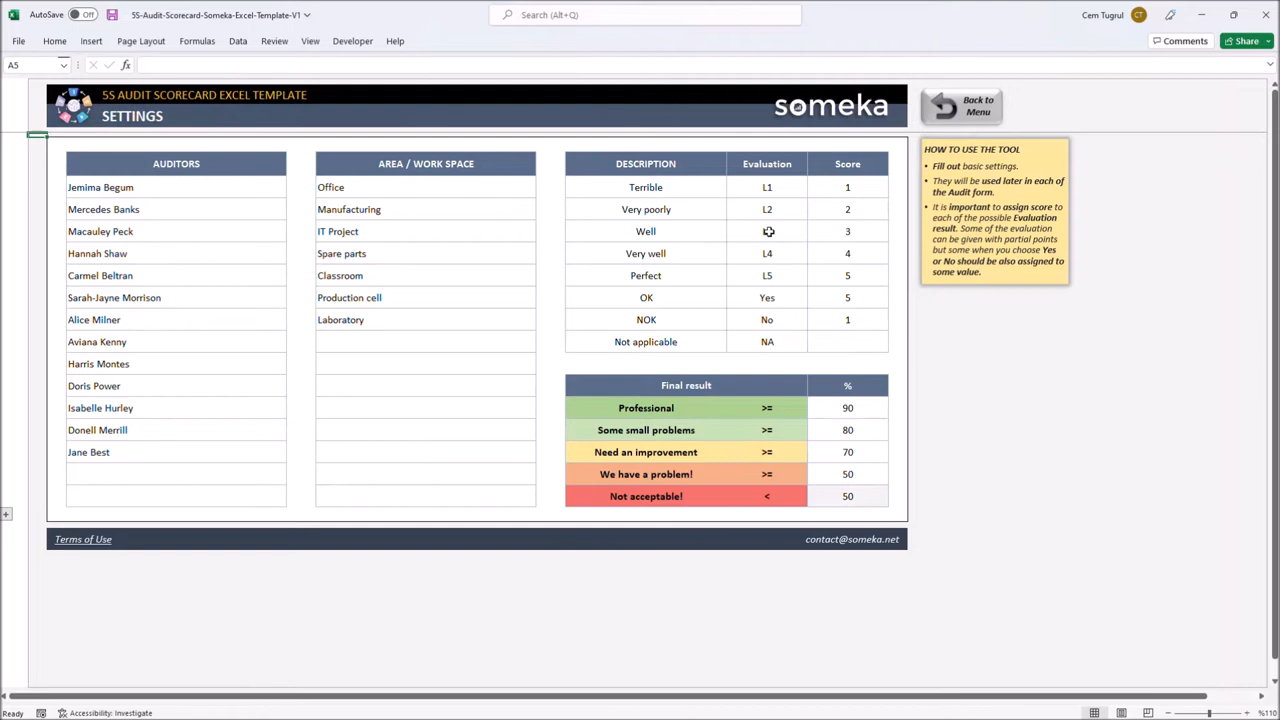 AutoSave Off 5S-Audit-Scorecard-Someka-Excel-Template-V1 Search (Alt+Q) Cem Tugrul CT
File Home Insert Page Layout Formulas Data Review View Developer Help Comments Share
A5 fx
5S AUDIT SCORECARD EXCEL TEMPLATE
SETTINGS
someka
Back to
Menu
AUDITORS
Jemima Begum
Mercedes Banks
Macauley Peck
Hannah Shaw
Carmel Beltran
Sarah-Jayne Morrison
Alice Milner
Aviana Kenny
Harris Montes
Doris Power
Isabelle Hurley
Donell Merrill
Jane Best
AREA / WORK SPACE
Office
Manufacturing
IT Project
Spare parts
Classroom
Production cell
Laboratory
DESCRIPTION Evaluation Score
Terrible L1 1
Very poorly L2 2
Well 3
Very well L4 4
Perfect L5 5
OK Yes 5
NOK No 1
Not applicable NA
Final result %
Professional >= 90
Some small problems >= 80
Need an improvement >= 70
We have a problem! >= 50
Not acceptable! < 50
HOW TO USE THE TOOL
• Fill out basic settings.
• They will be used later in each of
the Audit form.
• It is important to assign score to
each of the possible Evaluation
result. Some of the evaluation
can be given with partial points
but some when you choose Yes
or No should be also assigned to
some value.
Terms of Use contact@someka.net
Ready Accessibility: Investigate %110